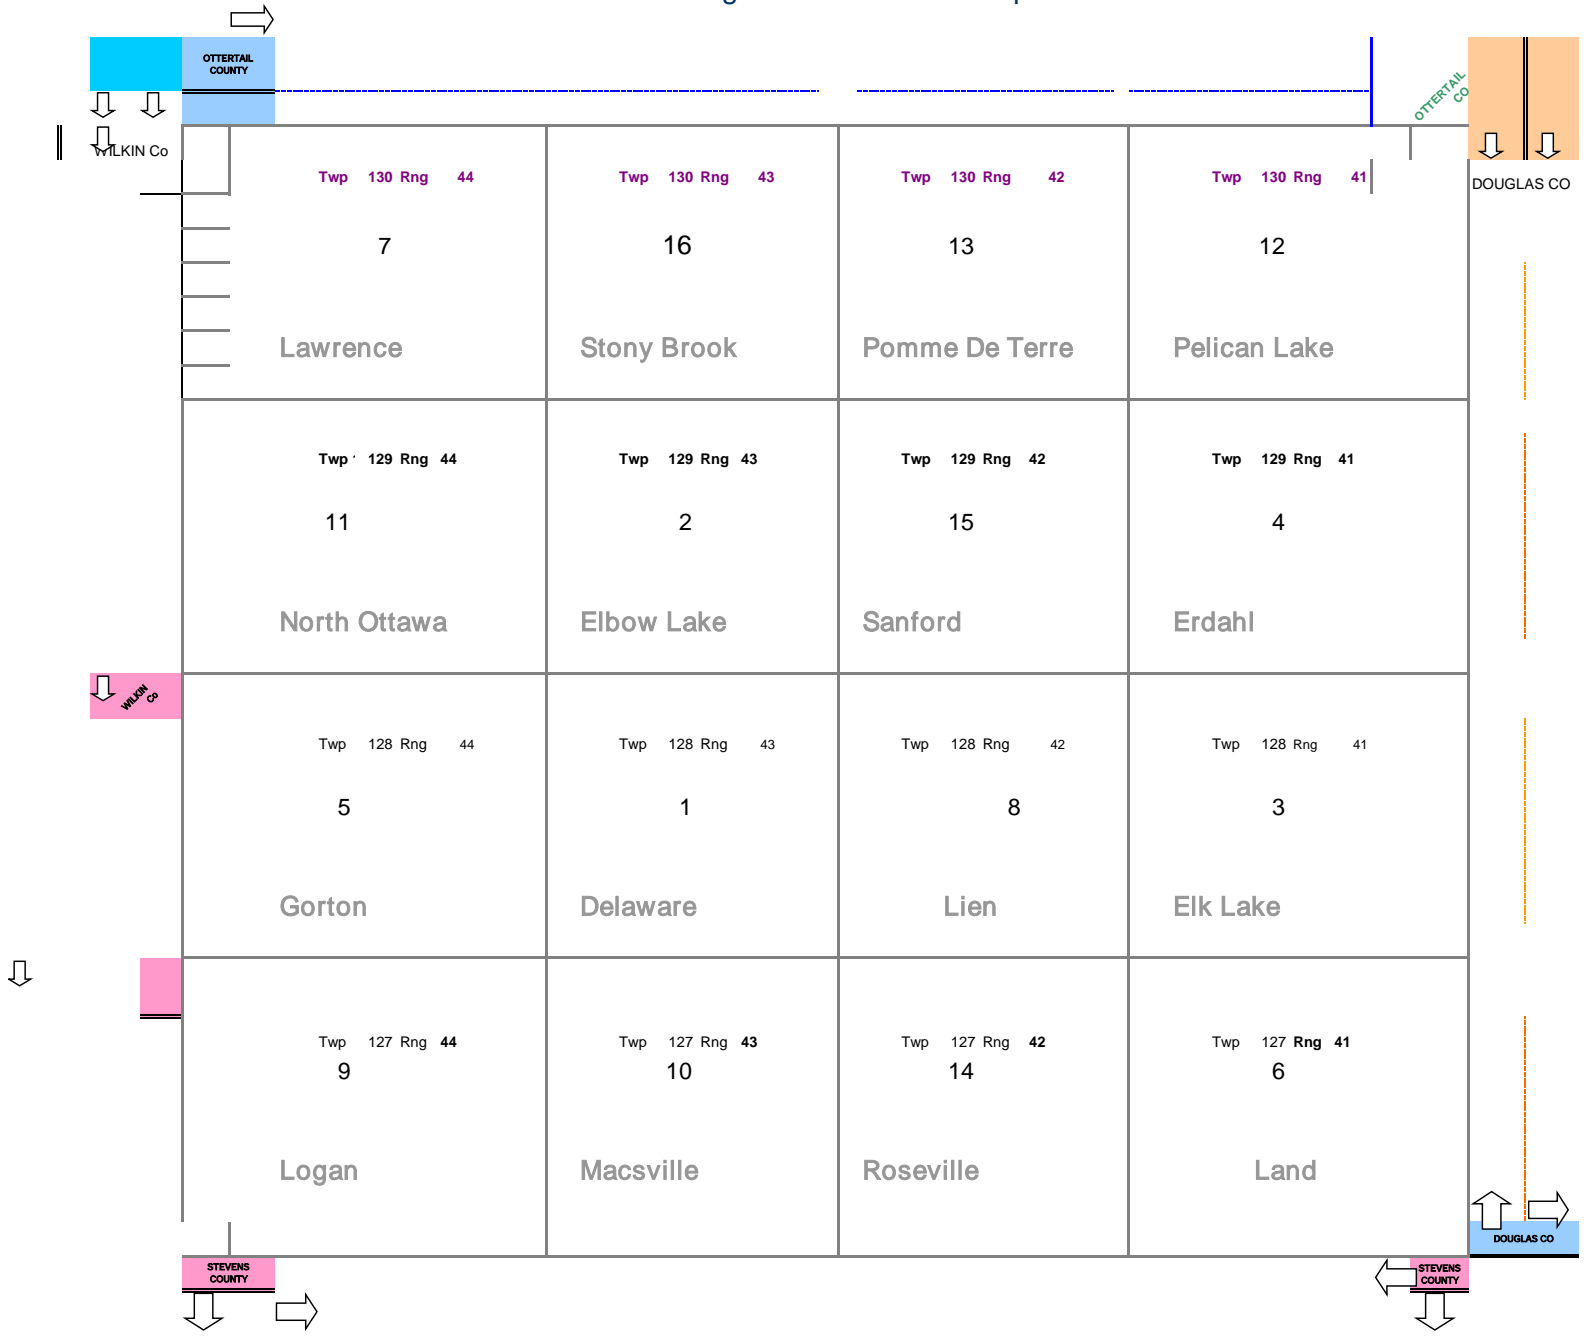 OTTERTAIL
COUNTY
OTTERTAIL
CO
WILKIN Co
DOUGLAS CO
Twp 130 Rng 44
Twp 130 Rng 43
Twp 130 Rng 42
Twp 130 Rng 41
7
16
13
12
Lawrence
Stony Brook
Pomme De Terre
Pelican Lake
Twp 129 Rng 44
Twp 129 Rng 43
Twp 129 Rng 42
Twp 129 Rng 41
11
2
15
4
North Ottawa
Elbow Lake
Sanford
Erdahl
WILKIN
Co
Twp 128 Rng 44
Twp 128 Rng 43
Twp 128 Rng 42
Twp 128 Rng 41
5
1
8
3
Gorton
Delaware
Lien
Elk Lake
Twp 127 Rng 44
Twp 127 Rng 43
Twp 127 Rng 42
Twp 127 Rng 41
9
10
14
6
Logan
Macsville
Roseville
Land
DOUGLAS CO
STEVENS
COUNTY
STEVENS
COUNTY